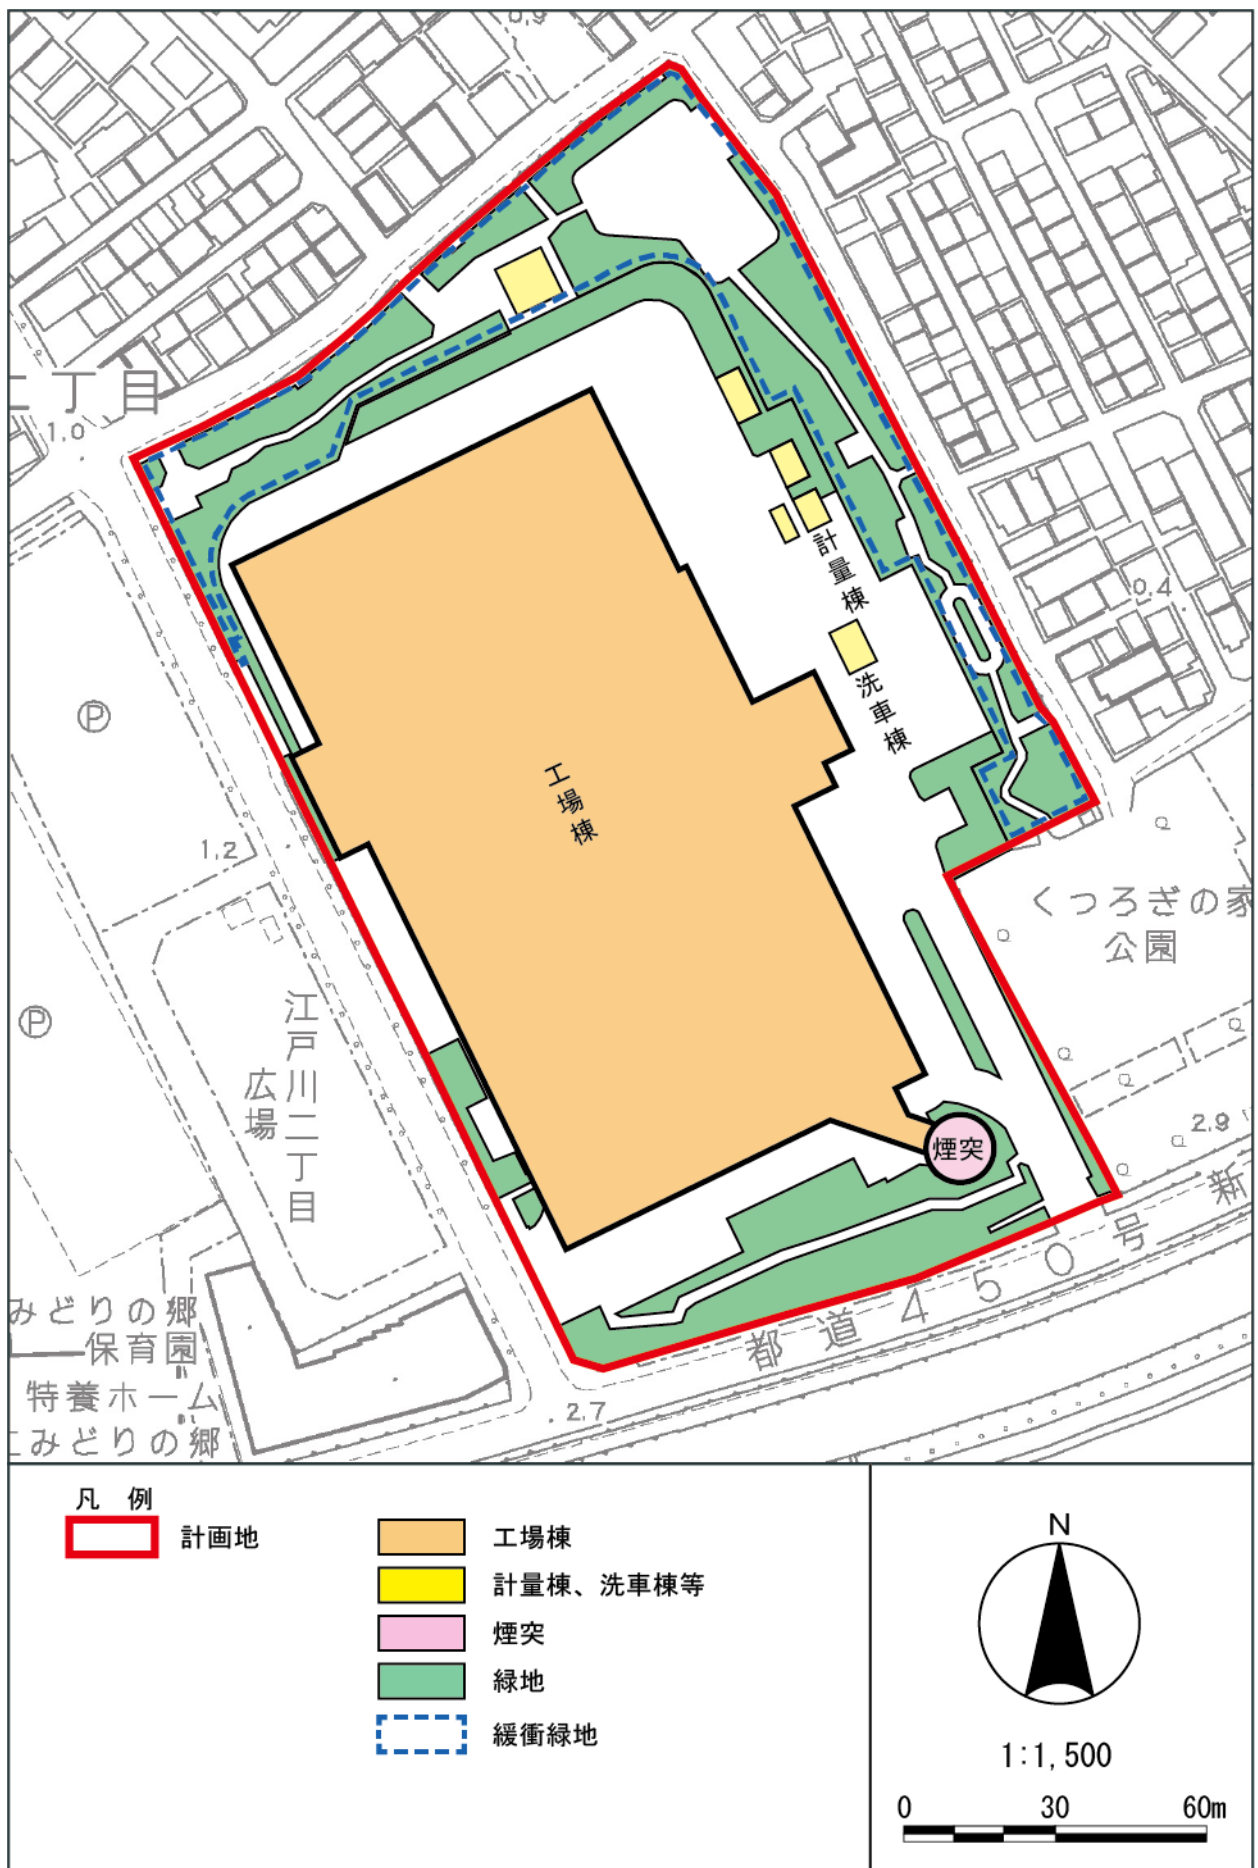 0.9
二丁目
1.0
計量棟
0.4
洗車棟
P
工場棟
1.2
くつろぎの家
公園
P
江戸川二丁目
広場
煙突
2.9
都道450号 新
みどりの郷
保育園
特養ホーム
みどりの郷
2.7
凡 例
計画地
工場棟
計量棟、洗車棟等
煙突
緑地
緩衝緑地
N
1:1,500
0 30 60m